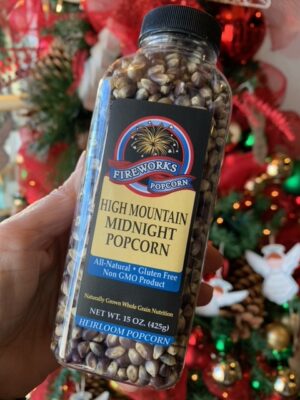 FIREWORKS
POPCORN
HIGH MOUNTAIN
MIDNIGHT
POPCORN
All-Natural • Gluten Free
Non GMO Product
Naturally Grown Whole Grain Nutrition
NET WT. 15 OZ. (425g)
HEIRLOOM POPCORN